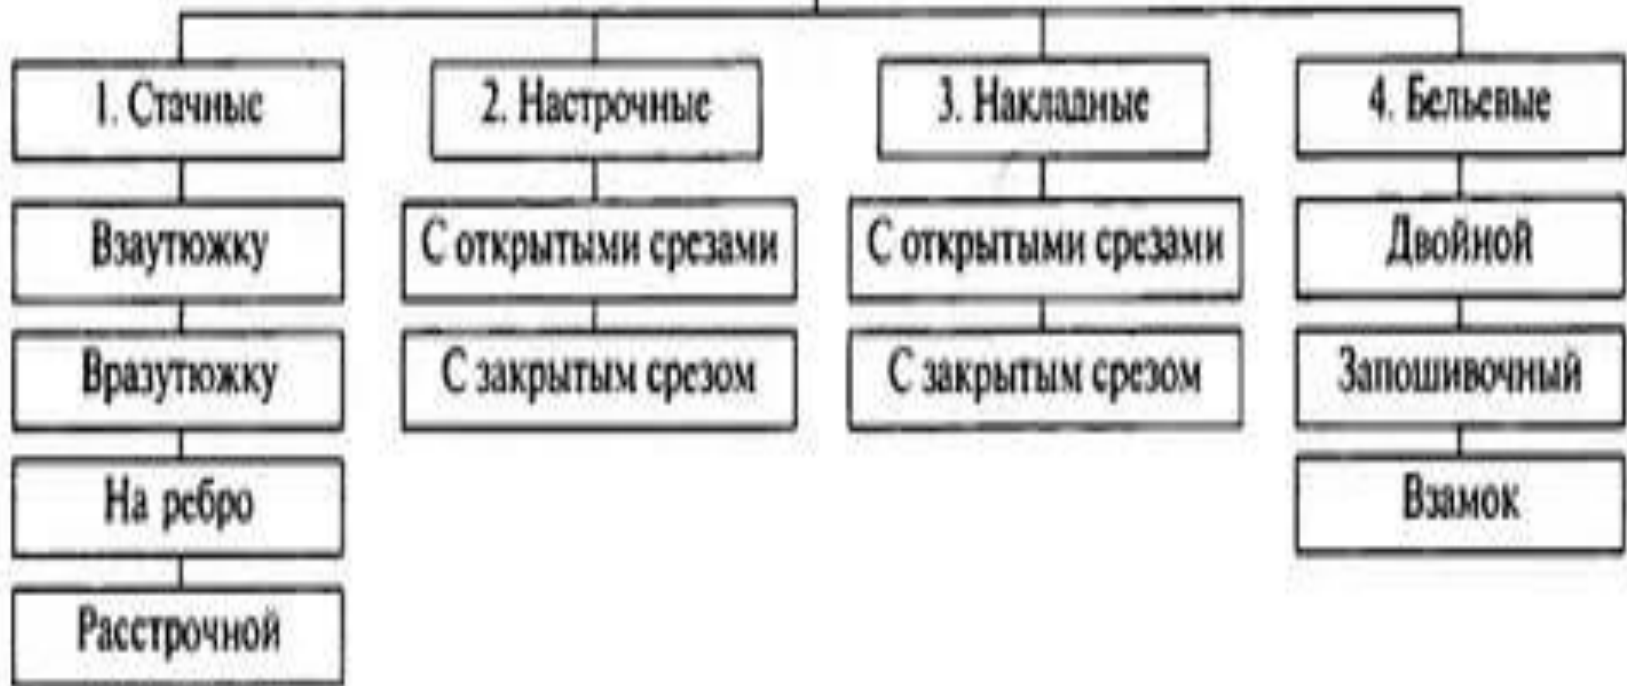 1. Стачные
Взаутюжку
Вразутюжку
На ребро
Расстрочной
2. Настрочные
С открытыми срезами
С закрытым срезом
3. Накладные
С открытыми срезами
С закрытым срезом
4. Бельевые
Двойной
Запошивочный
Взамок